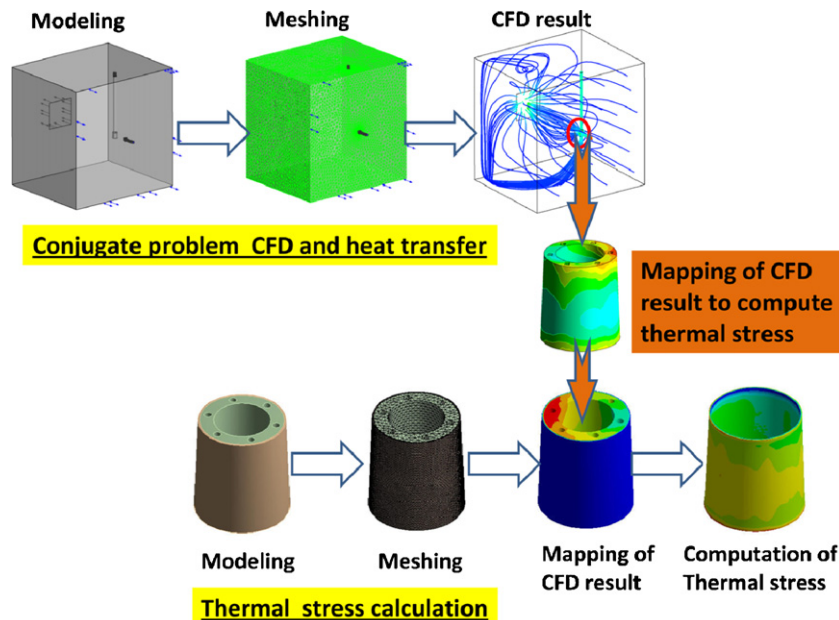 Modeling
Meshing
CFD result
Conjugate problem CFD and heat transfer
Mapping of CFD
result to compute
thermal stress
Modeling
Meshing
Mapping of
CFD result
Computation of
Thermal stress
Thermal stress calculation